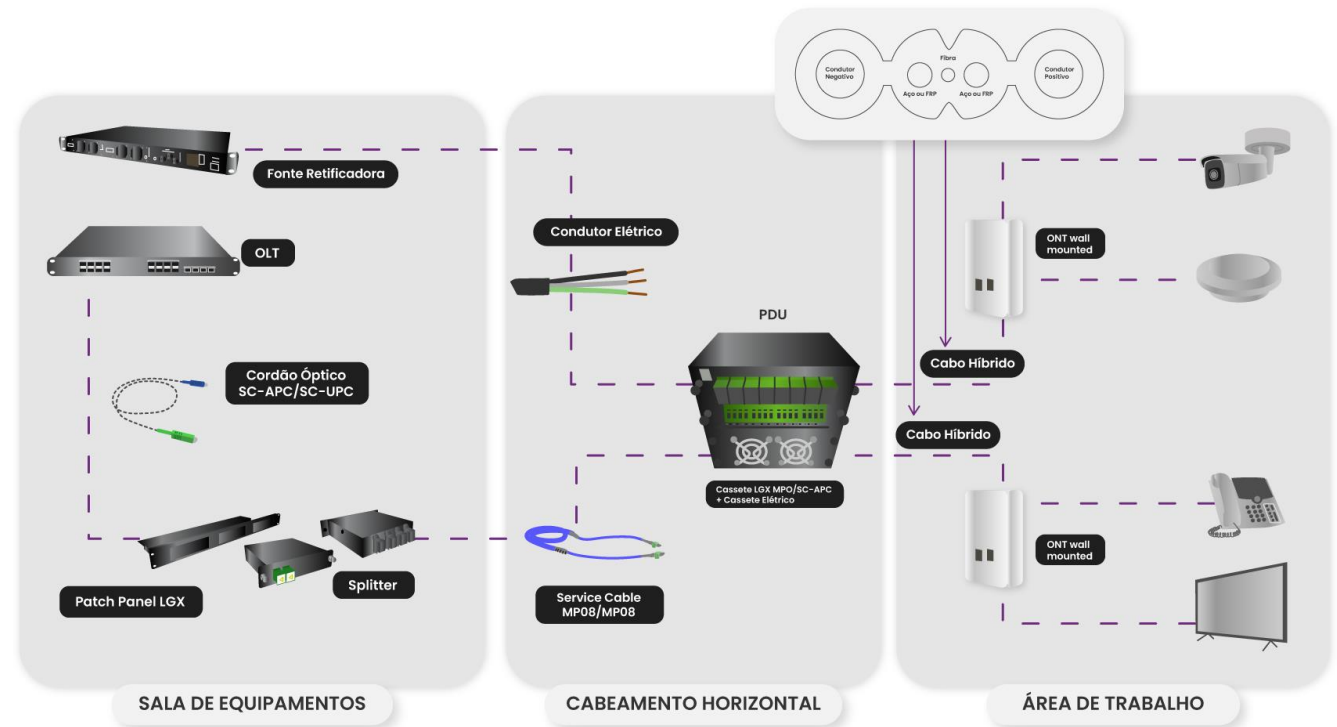 Condutor
Negativo
Fibra
Aço ou FRP
Aço ou FRP
Condutor
Positivo
Fonte Retificadora
OLT
Cordão Óptico
SC-APC/SC-UPC
Patch Panel LGX
Splitter
SALA DE EQUIPAMENTOS
Condutor Elétrico
PDU
Cassete LGX MPO/SC-APC
+ Cassete Elétrico
Service Cable
MP08/MP08
CABEAMENTO HORIZONTAL
ONT wall
mounted
Cabo Híbrido
Cabo Híbrido
ONT wall
mounted
ÁREA DE TRABALHO